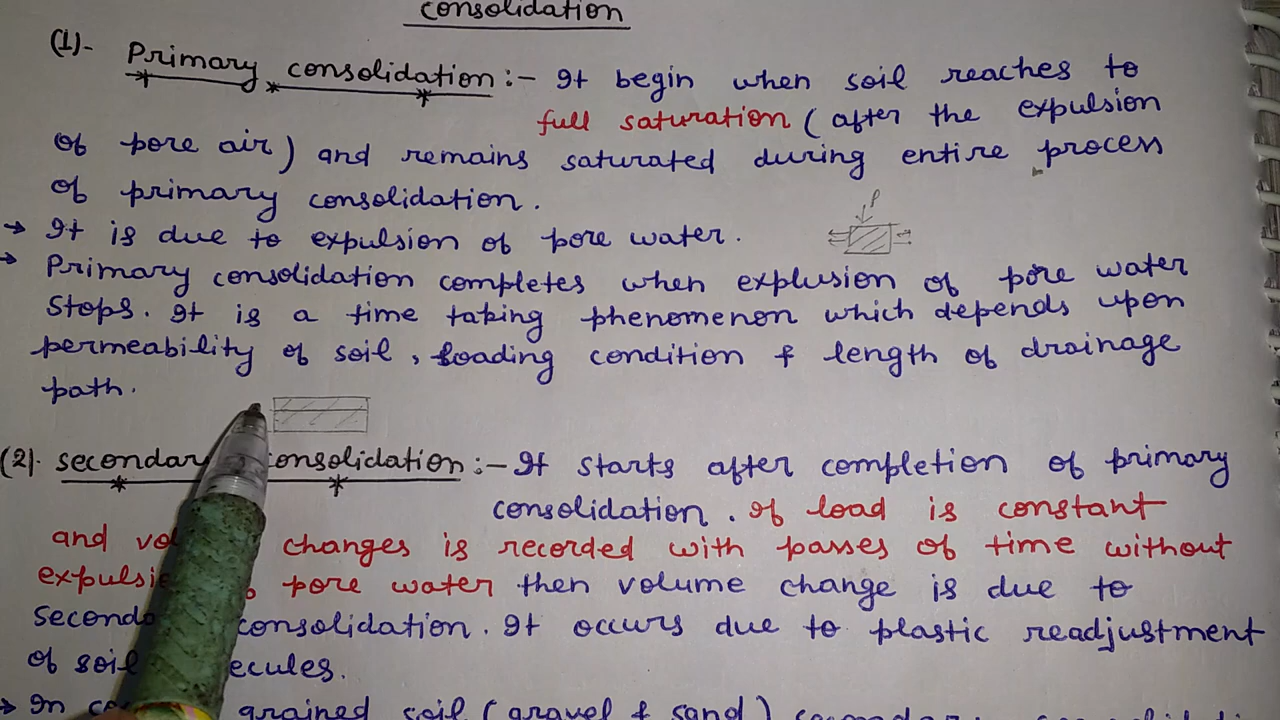 consolidation
(1)- Primary consolidation :- It begin when soil reaches to
full saturation (after the expulsion
of pore air) and remains saturated during entire process
of primary consolidation.
P
→ It is due to expulsion of pore water.
→ Primary consolidation completes when explusion of pore water
stops. It is a time taking phenomenon which depends upon
permeability of soil, loading condition & length of drainage
path.
(2). secondary consolidation :- It starts after completion of primary
consolidation. If load is constant
and changes is recorded with passes of time without
pore water then volume change is due to
consolidation. It occurs due to plastic readjustment
of soil
→ In grained soil (gravel & sand)